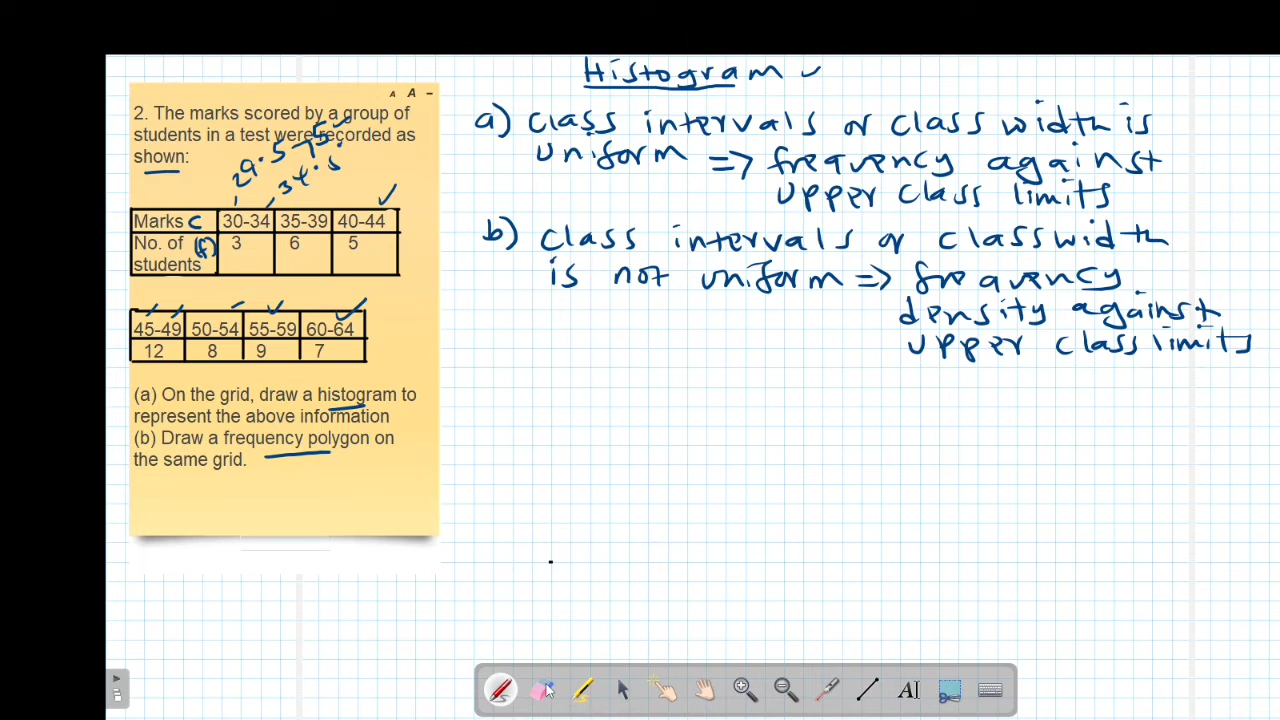 Histogram
a) class intervals or class width is
uniform => frequency against
upper class limits
b) class intervals or class width
is not uniform => frequency
density against
upper class limits
A A -
2. The marks scored by a group of
students in a test were recorded as
shown:
29.5 - 5
34.5
Marks C 30-34 35-39 40-44
No. of (f) 3 6 5
students
45-49 50-54 55-59 60-64
12 8 9 7
(a) On the grid, draw a histogram to
represent the above information
(b) Draw a frequency polygon on
the same grid.
AI